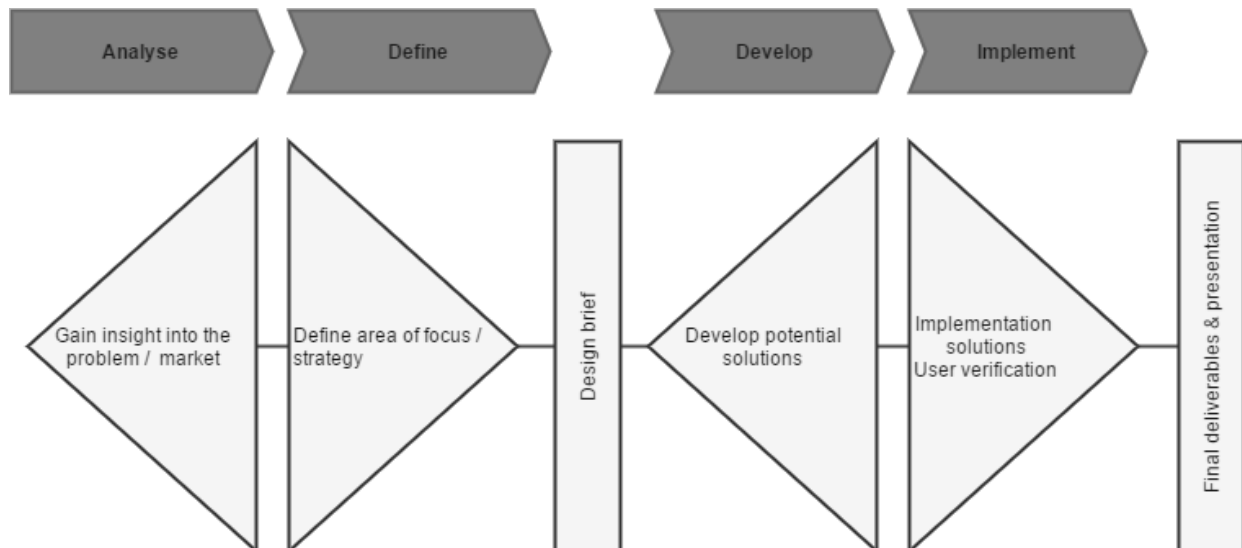 Analyse
Define
Develop
Implement
Gain insight into the
problem / market
Define area of focus /
strategy
Design brief
Develop potential
solutions
Implementation
solutions
User verification
Final deliverables & presentation